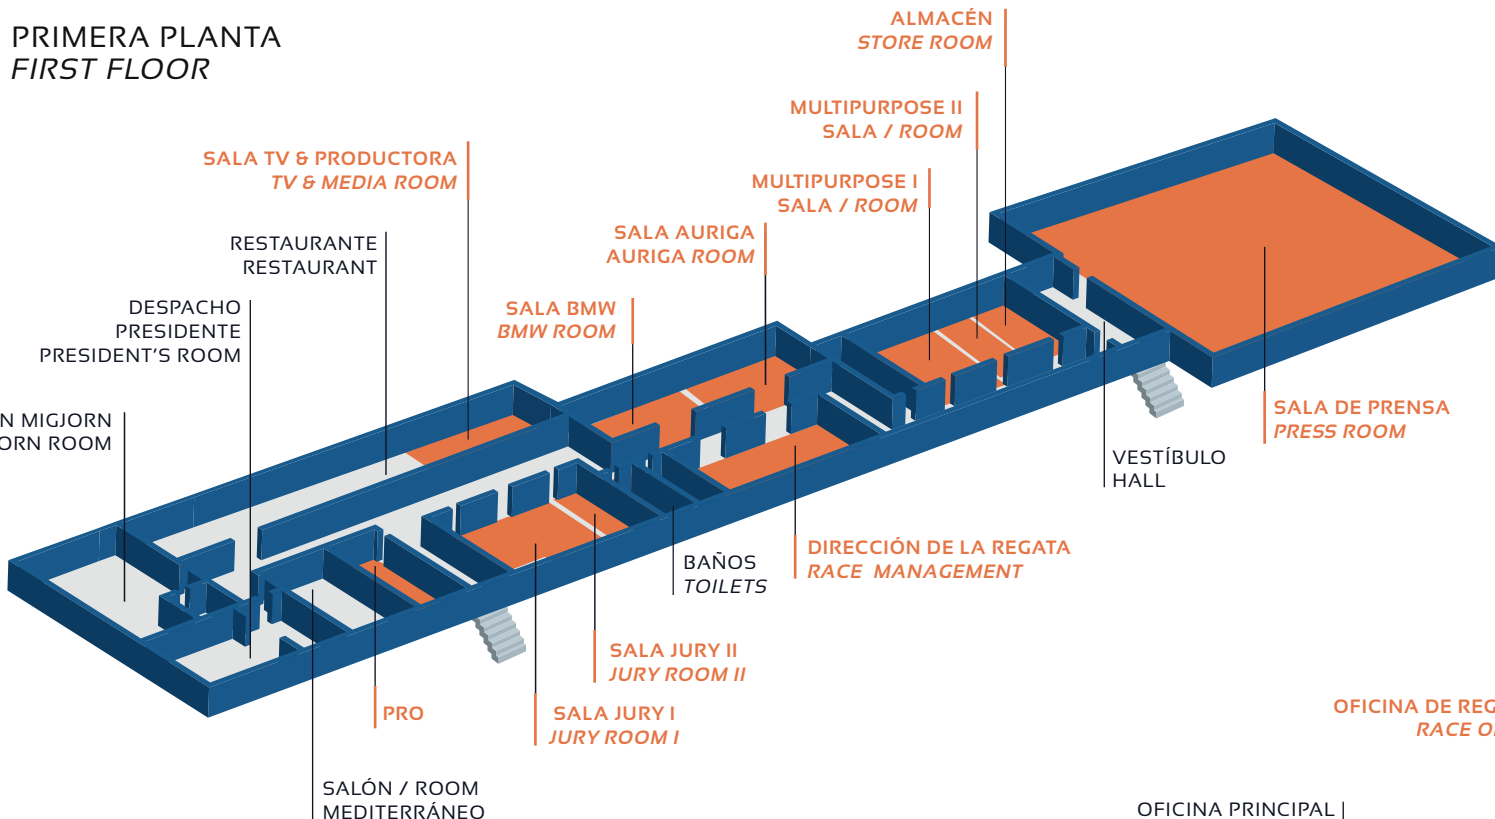 PRIMERA PLANTA
FIRST FLOOR
ALMACÉN
STORE ROOM
MULTIPURPOSE II
SALA / ROOM
MULTIPURPOSE I
SALA / ROOM
SALA TV & PRODUCTORA
TV & MEDIA ROOM
SALA AURIGA
AURIGA ROOM
RESTAURANTE
RESTAURANT
SALA BMW
BMW ROOM
DESPACHO
PRESIDENTE
PRESIDENT'S ROOM
MIGJORN
ROOM
SALA DE PRENSA
PRESS ROOM
VESTÍBULO
HALL
DIRECCIÓN DE LA REGATA
RACE MANAGEMENT
BAÑOS
TOILETS
SALA JURY II
JURY ROOM II
PRO
SALA JURY I
JURY ROOM I
SALÓN / ROOM
MEDITERRÁNEO
OFICINA DE
RACE
OFICINA PRINCIPAL